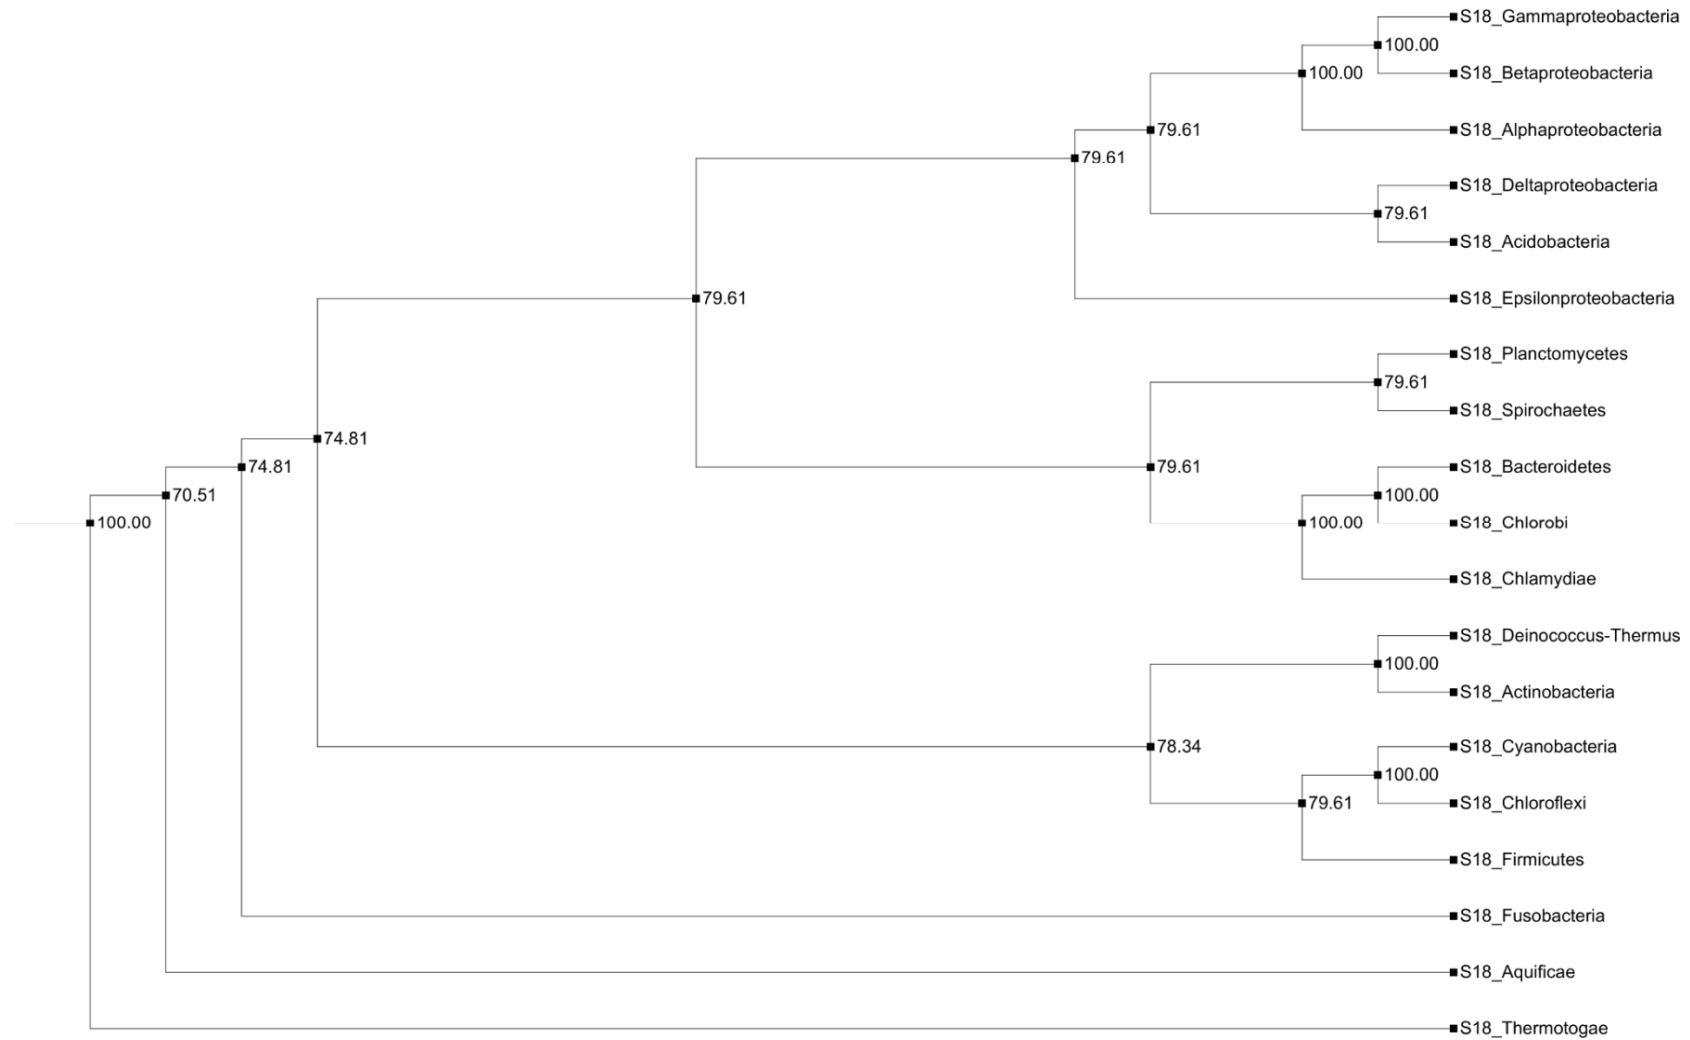 S18_Gammaproteobacteria
100.00
S18_Betaproteobacteria
100.00
S18_Alphaproteobacteria
79.61
79.61
S18_Deltaproteobacteria
79.61
S18_Acidobacteria
S18_Epsilonproteobacteria
79.61
S18_Planctomycetes
79.61
S18_Spirochaetes
74.81
S18_Bacteroidetes
79.61
74.81
100.00
70.51
S18_Chlorobi
100.00
100.00
S18_Chlamydiae
S18_Deinococcus-Thermus
100.00
S18_Actinobacteria
S18_Cyanobacteria
78.34
100.00
S18_Chloroflexi
79.61
S18_Firmicutes
S18_Fusobacteria
S18_Aquificae
S18_Thermotogae